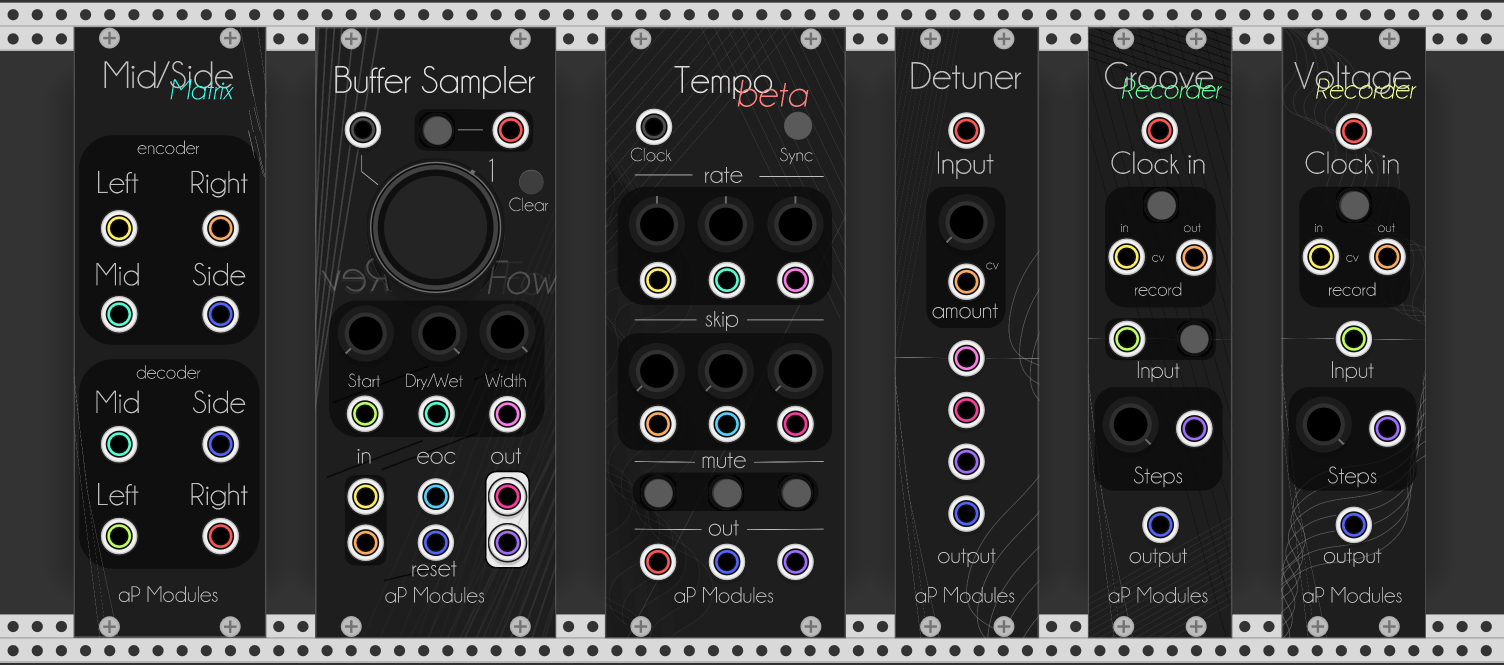 Mid/Side
Matrix
encoder
Left Right
Mid Side
decoder
Mid Side
Left Right
aP Modules
Buffer Sampler
1
Clear
Rev Fow
Start Dry/Wet Width
in eoc out
reset
aP Modules
Tempo
beta
Clock Sync
rate
skip
mute
out
aP Modules
Detuner
Input
cv
amount
output
aP Modules
Groove
Recorder
Clock in
in out
cv
record
Input
Steps
output
aP Modules
Voltage
Recorder
Clock in
in out
cv
record
Input
Steps
output
aP Modules